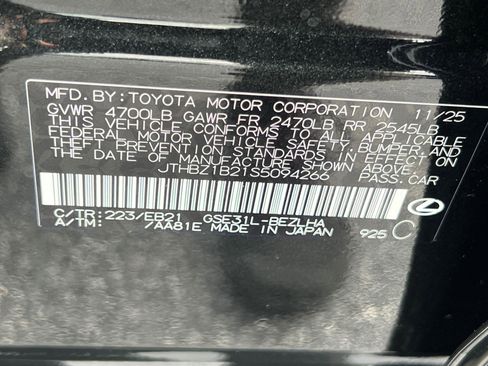 MFD. BY: TOYOTA MOTOR CORPORATION 11/25
GVWR 4700LB GAWR FR 2470LB RR 2545LB
THIS VEHICLE CONFORMS TO ALL APPLICABLE
FEDERAL MOTOR VEHICLE SAFETY, BUMPER, AND
THEFT PREVENTION STANDARDS IN EFFECT ON THE
DATE OF MANUFACTURE SHOWN ABOVE.
JTHBZ1B21S5094266 PASS.CAR
C/TR: 223/EB21 GSE31L-BEZLHA
A/TM: /AA81E MADE IN JAPAN 925 C